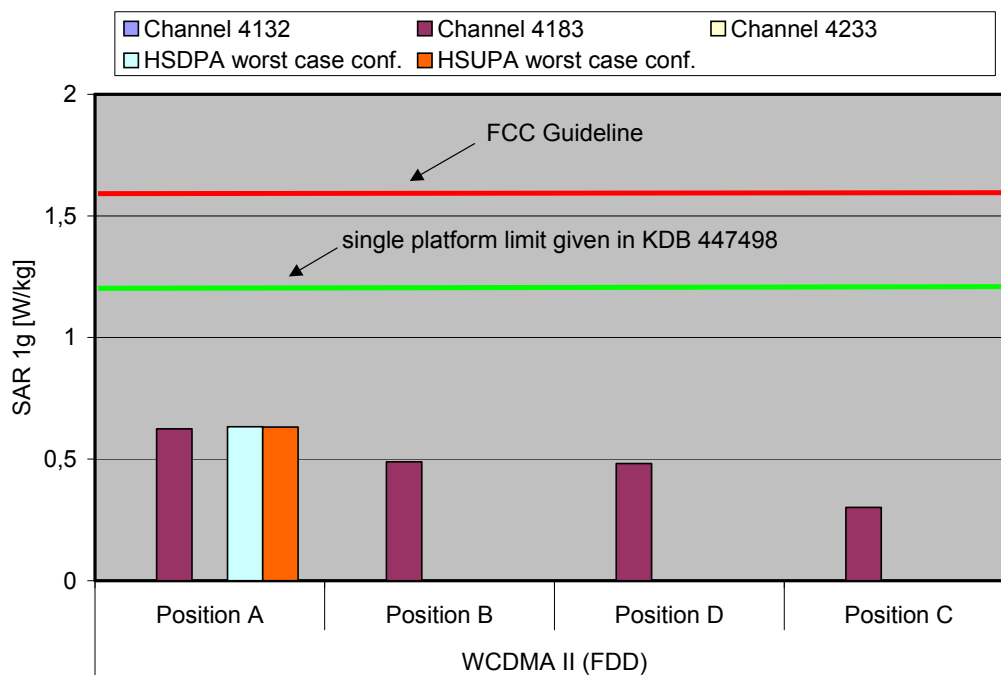 Channel 4132 Channel 4183 Channel 4233
HSDPA worst case conf. HSUPA worst case conf.
2
FCC Guideline
1,5
single platform limit given in KDB 447498
1
0,5
0
SAR 1g [W/kg]
Position A Position B Position D Position C
WCDMA II (FDD)